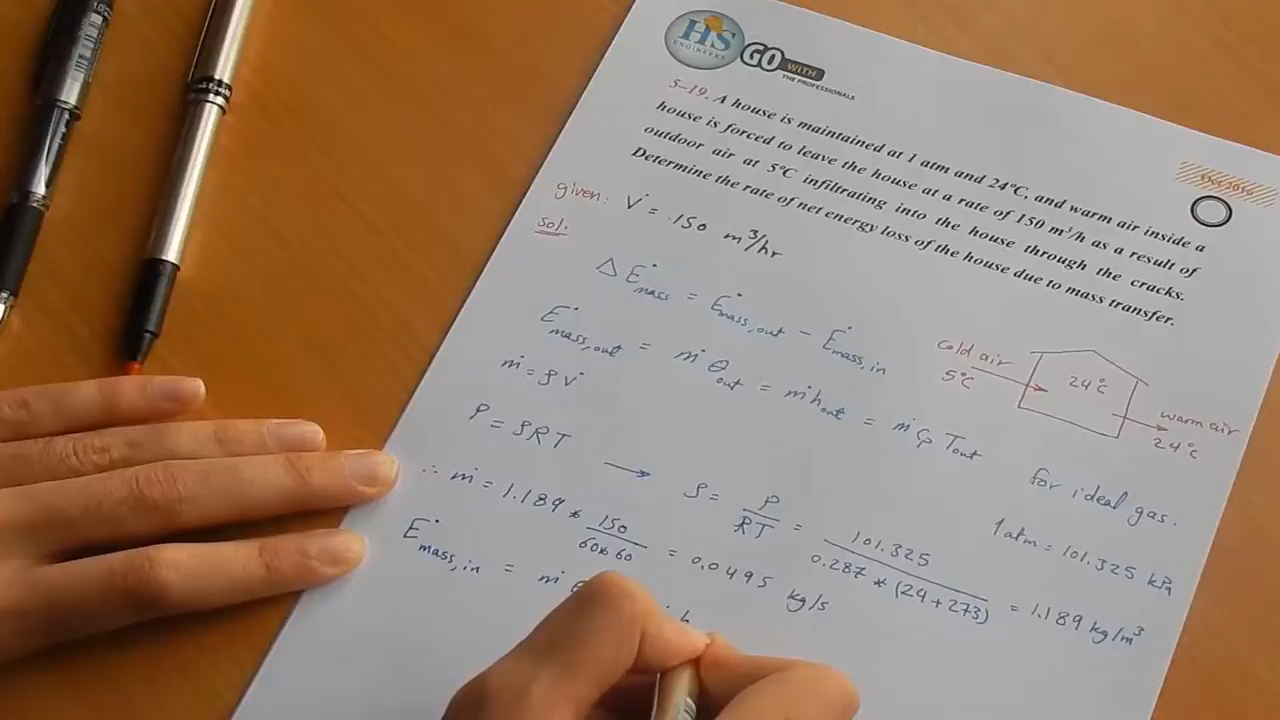 HS
ENGINEERS
GO WITH
THE PROFESSIONALS
5–19. A house is maintained at 1 atm and 24°C, and warm air inside a
house is forced to leave the house at a rate of 150 m³/h as a result of
outdoor air at 5°C infiltrating into the house through the cracks.
Determine the rate of net energy loss of the house due to mass transfer.
given: V̇ = 150 m³/hr
sol.
ΔĖmass = Ėmass,out − Ėmass,in
Ėmass,out = ṁ θout = ṁ hout = ṁ Cp Tout
for ideal gas.
cold air
5°C
24°C
warm air
24°C
ṁ = ρ V̇
P = ρRT → ρ = P/RT = 101.325/0.287 * (24+273) = 1.189 kg/m³
1 atm = 101.325 kPa
∴ ṁ = 1.189 * 150/60*60 = 0.0495 kg/s
Ėmass,in = ṁ θ h